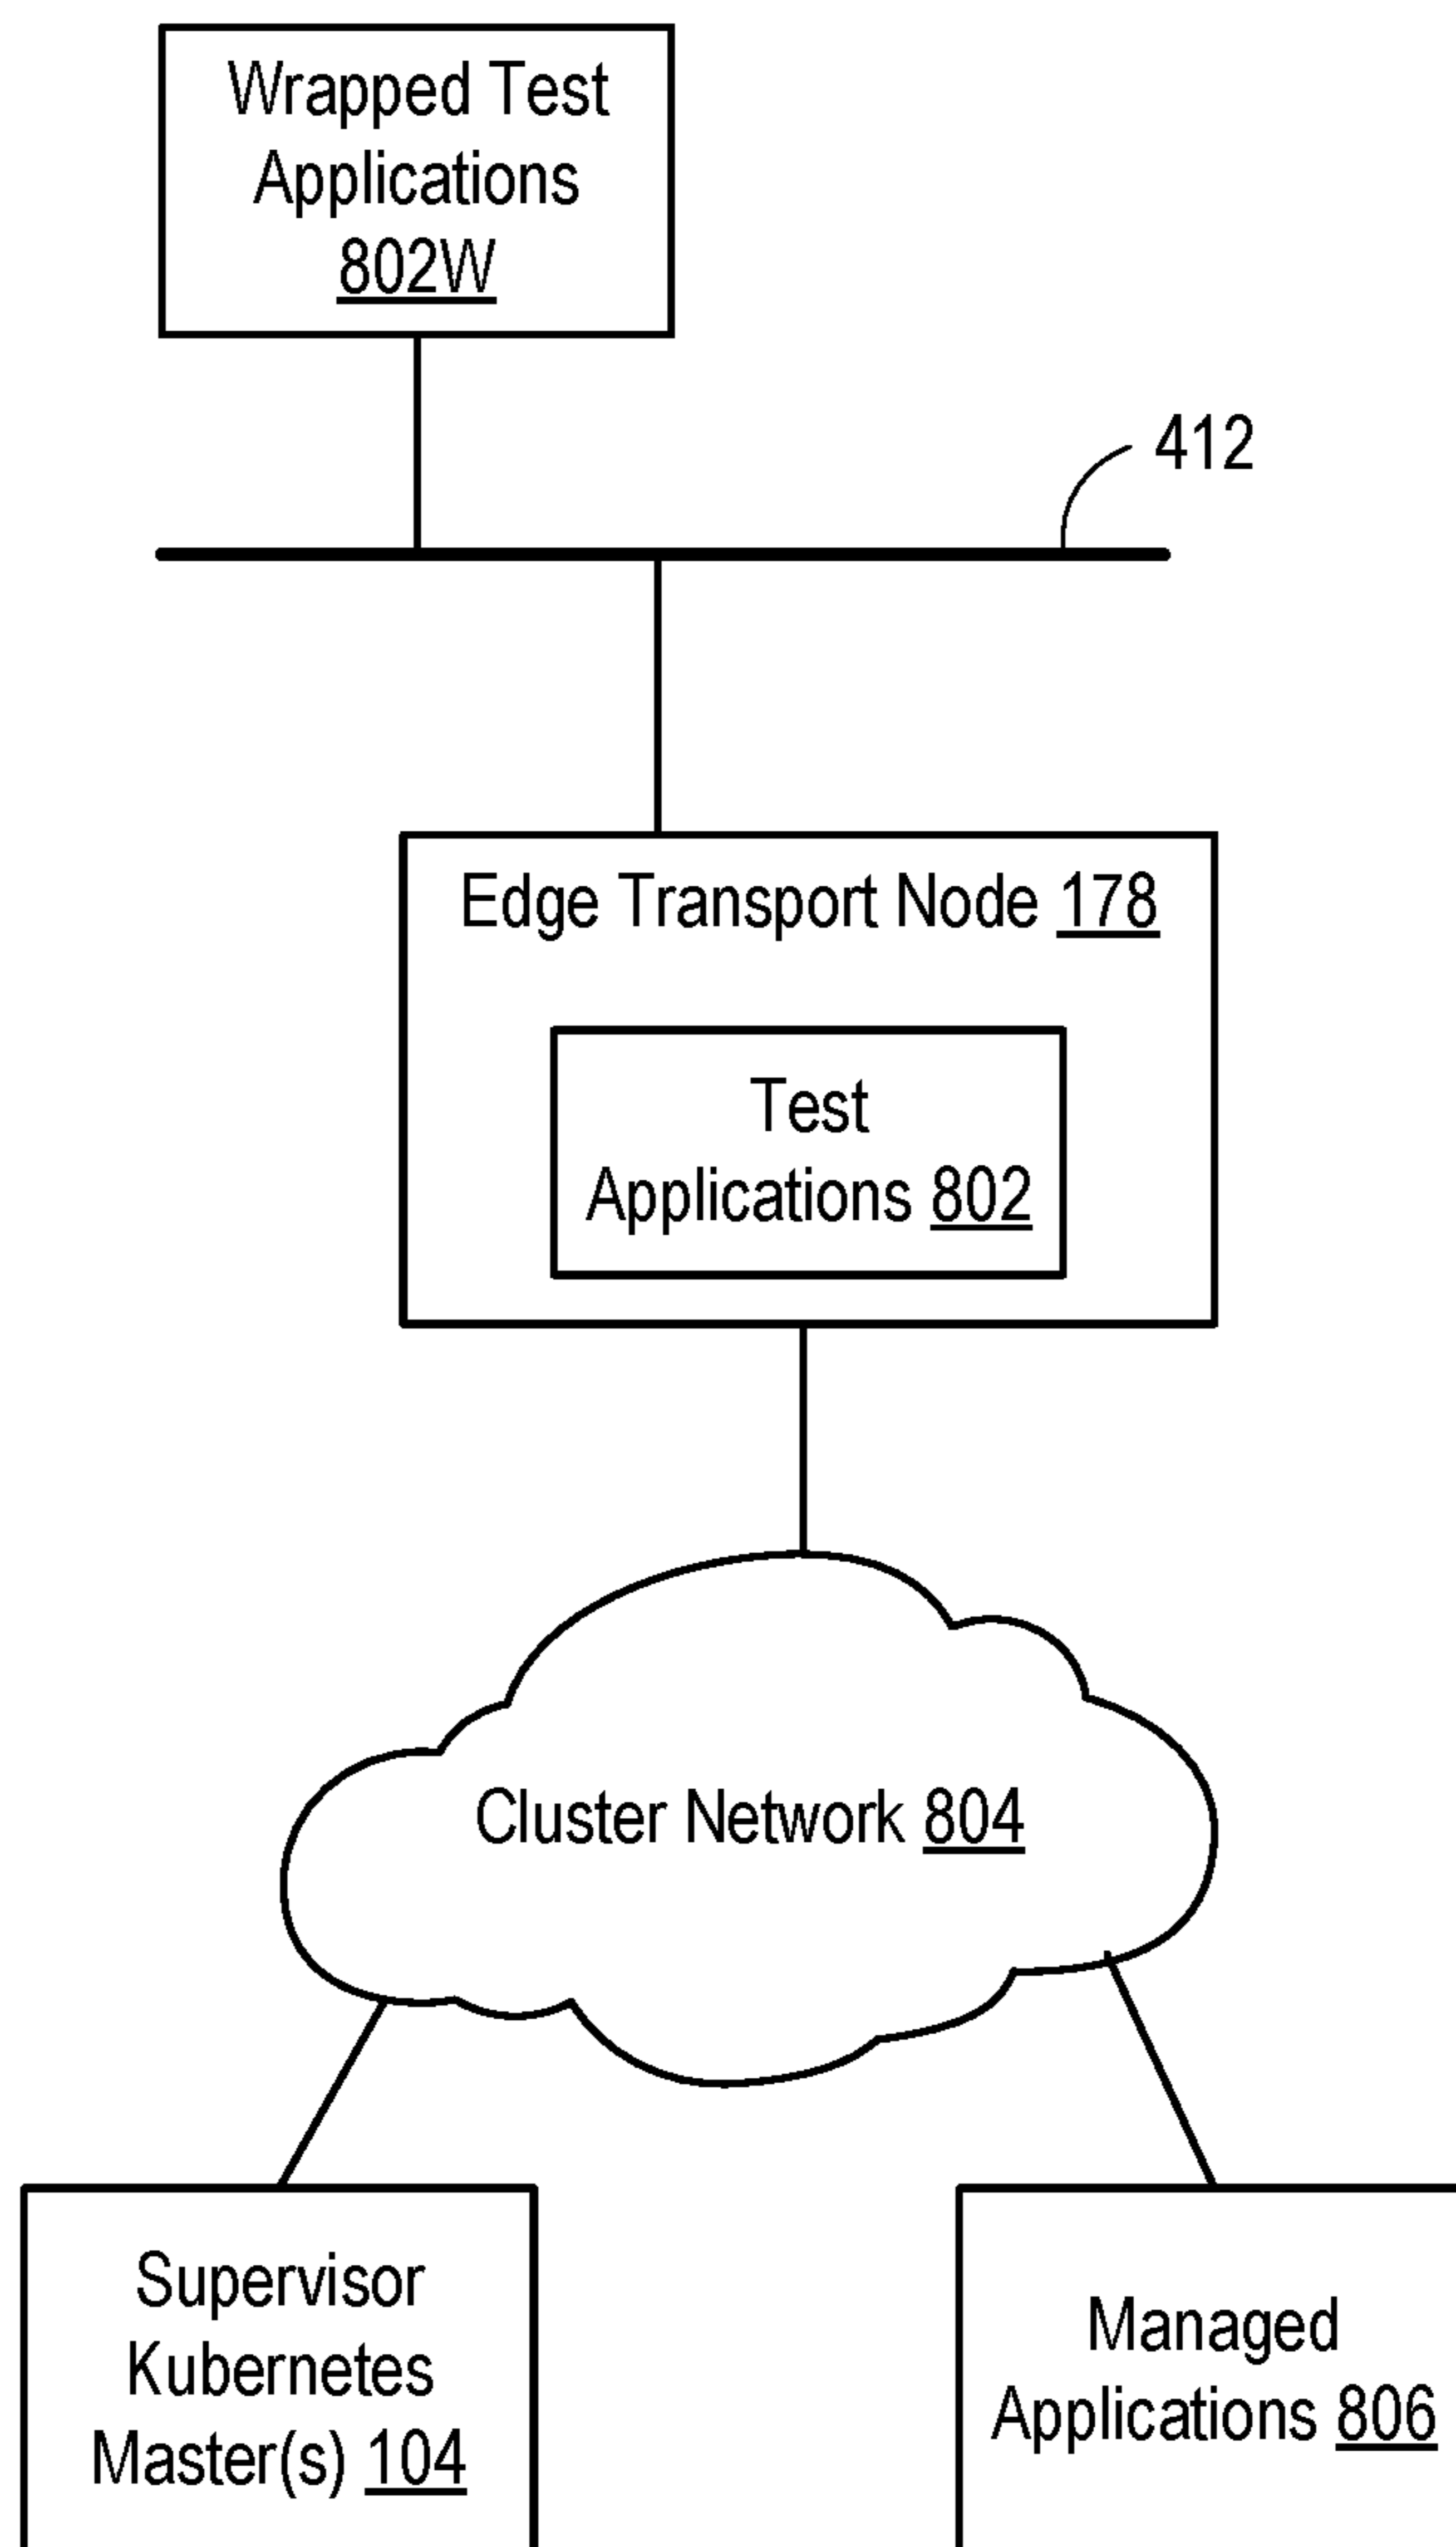 Wrapped Test
Applications
802W
412
Edge Transport Node 178
Test
Applications 802
Cluster Network 804
Supervisor
Kubernetes
Master(s) 104
Managed
Applications 806